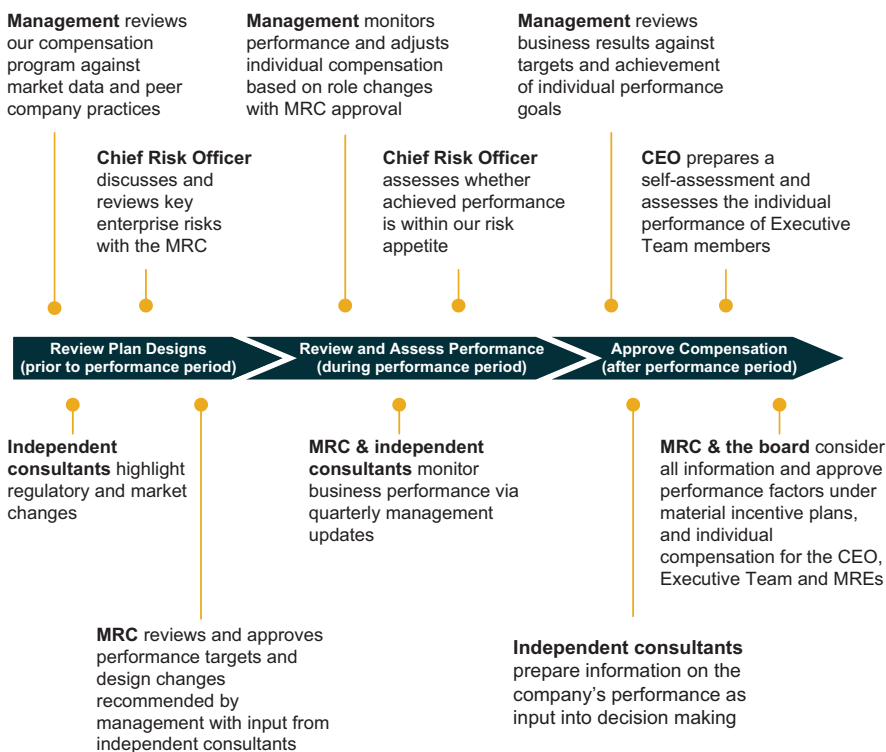 Management reviews
our compensation
program against
market data and peer
company practices
Management monitors
performance and adjusts
individual compensation
based on role changes
with MRC approval
Management reviews
business results against
targets and achievement
of individual performance
goals
Chief Risk Officer
discusses and
reviews key
enterprise risks
with the MRC
Chief Risk Officer
assesses whether
achieved performance
is within our risk
appetite
CEO prepares a
self-assessment and
assesses the individual
performance of Executive
Team members
Review Plan Designs
(prior to performance period)
Review and Assess Performance
(during performance period)
Approve Compensation
(after performance period)
Independent
consultants highlight
regulatory and market
changes
MRC & independent
consultants monitor
business performance via
quarterly management
updates
MRC & the board consider
all information and approve
performance factors under
material incentive plans,
and individual
compensation for the CEO,
Executive Team and MREs
MRC reviews and approves
performance targets and
design changes
recommended by
management with input from
independent consultants
Independent consultants
prepare information on the
company's performance as
input into decision making